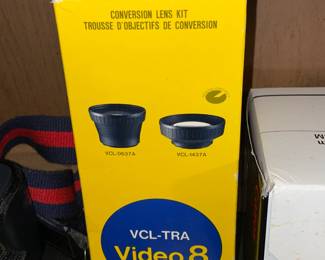 CONVERSION LENS KIT
TROUSSE D'OBJECTIFS DE CONVERSION
VCL-0637A VCL-1437A
VCL-TRA
Video 8